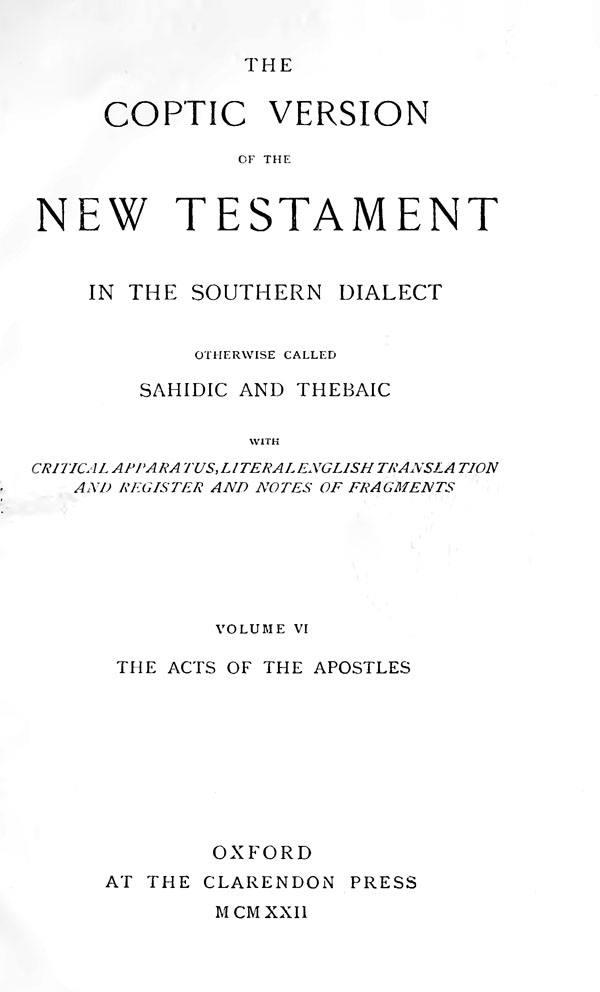 THE
COPTIC VERSION
OF THE
NEW TESTAMENT
IN THE SOUTHERN DIALECT
OTHERWISE CALLED
SAHIDIC AND THEBAIC
WITH
CRITICAL APPARATUS, LITERAL ENGLISH TRANSLATION
AND REGISTER AND NOTES OF FRAGMENTS
VOLUME VI
THE ACTS OF THE APOSTLES
OXFORD
AT THE CLARENDON PRESS
MCMXXII